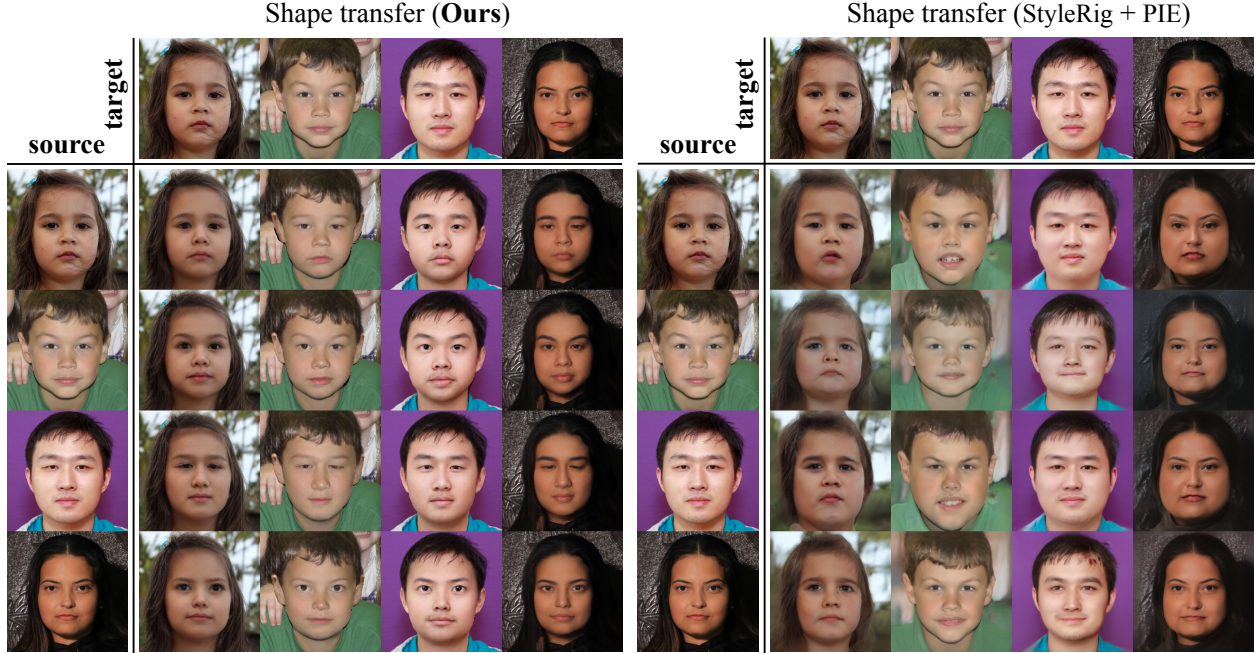 Shape transfer (Ours)
target
source
Shape transfer (StyleRig + PIE)
target
source